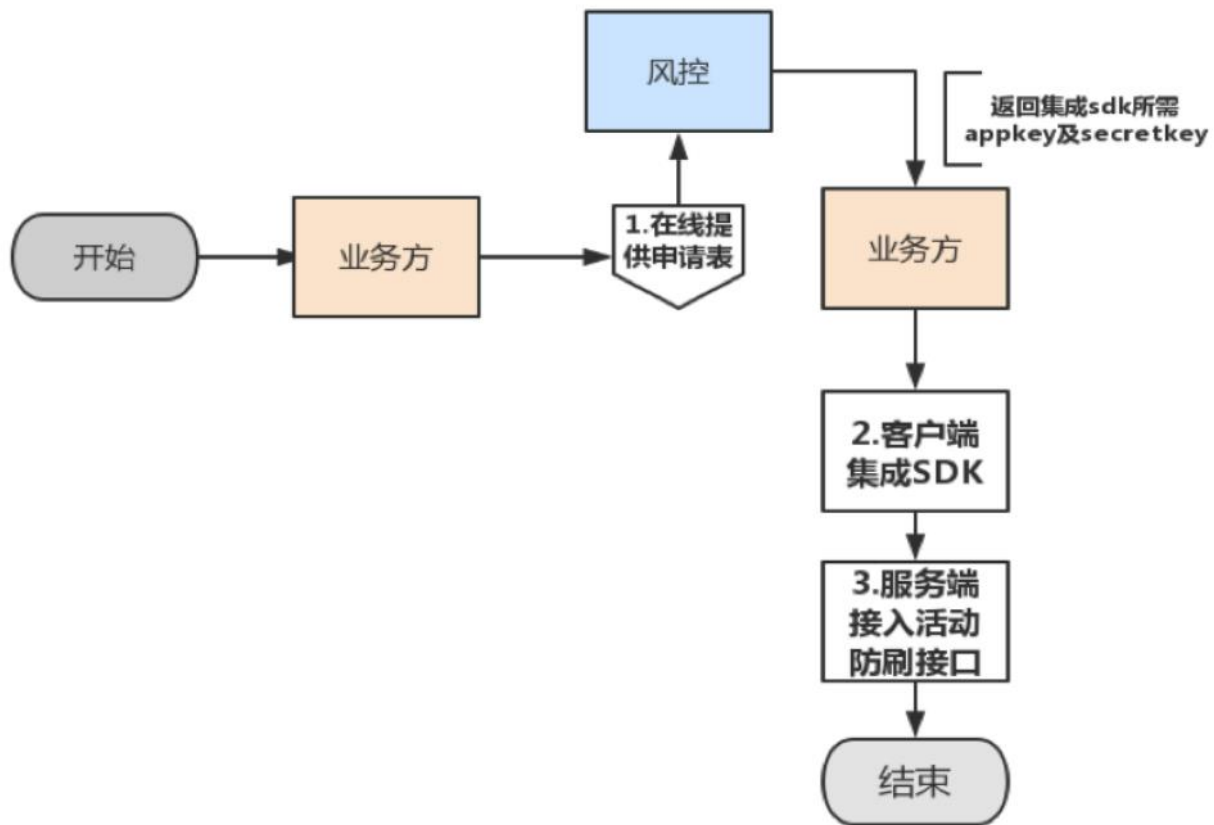 开始
业务方
1.在线提
供申请表
风控
返回集成sdk所需
appkey及secretkey
业务方
2.客户端
集成SDK
3.服务端
接入活动
防刷接口
结束